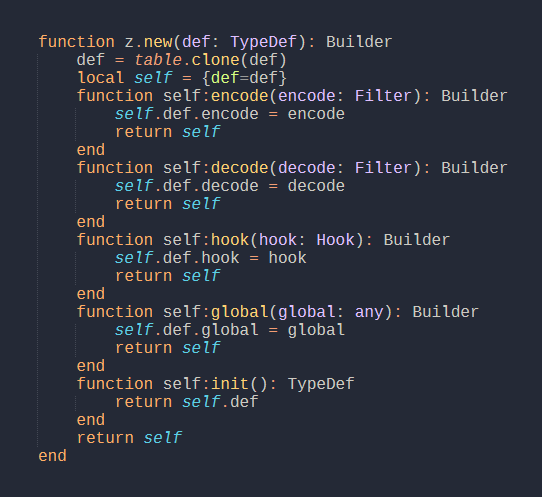 function z.new(def: TypeDef): Builder
    def = table.clone(def)
    local self = {def=def}
    function self:encode(encode: Filter): Builder
        self.def.encode = encode
        return self
    end
    function self:decode(decode: Filter): Builder
        self.def.decode = decode
        return self
    end
    function self:hook(hook: Hook): Builder
        self.def.hook = hook
        return self
    end
    function self:global(global: any): Builder
        self.def.global = global
        return self
    end
    function self:init(): TypeDef
        return self.def
    end
    return self
end